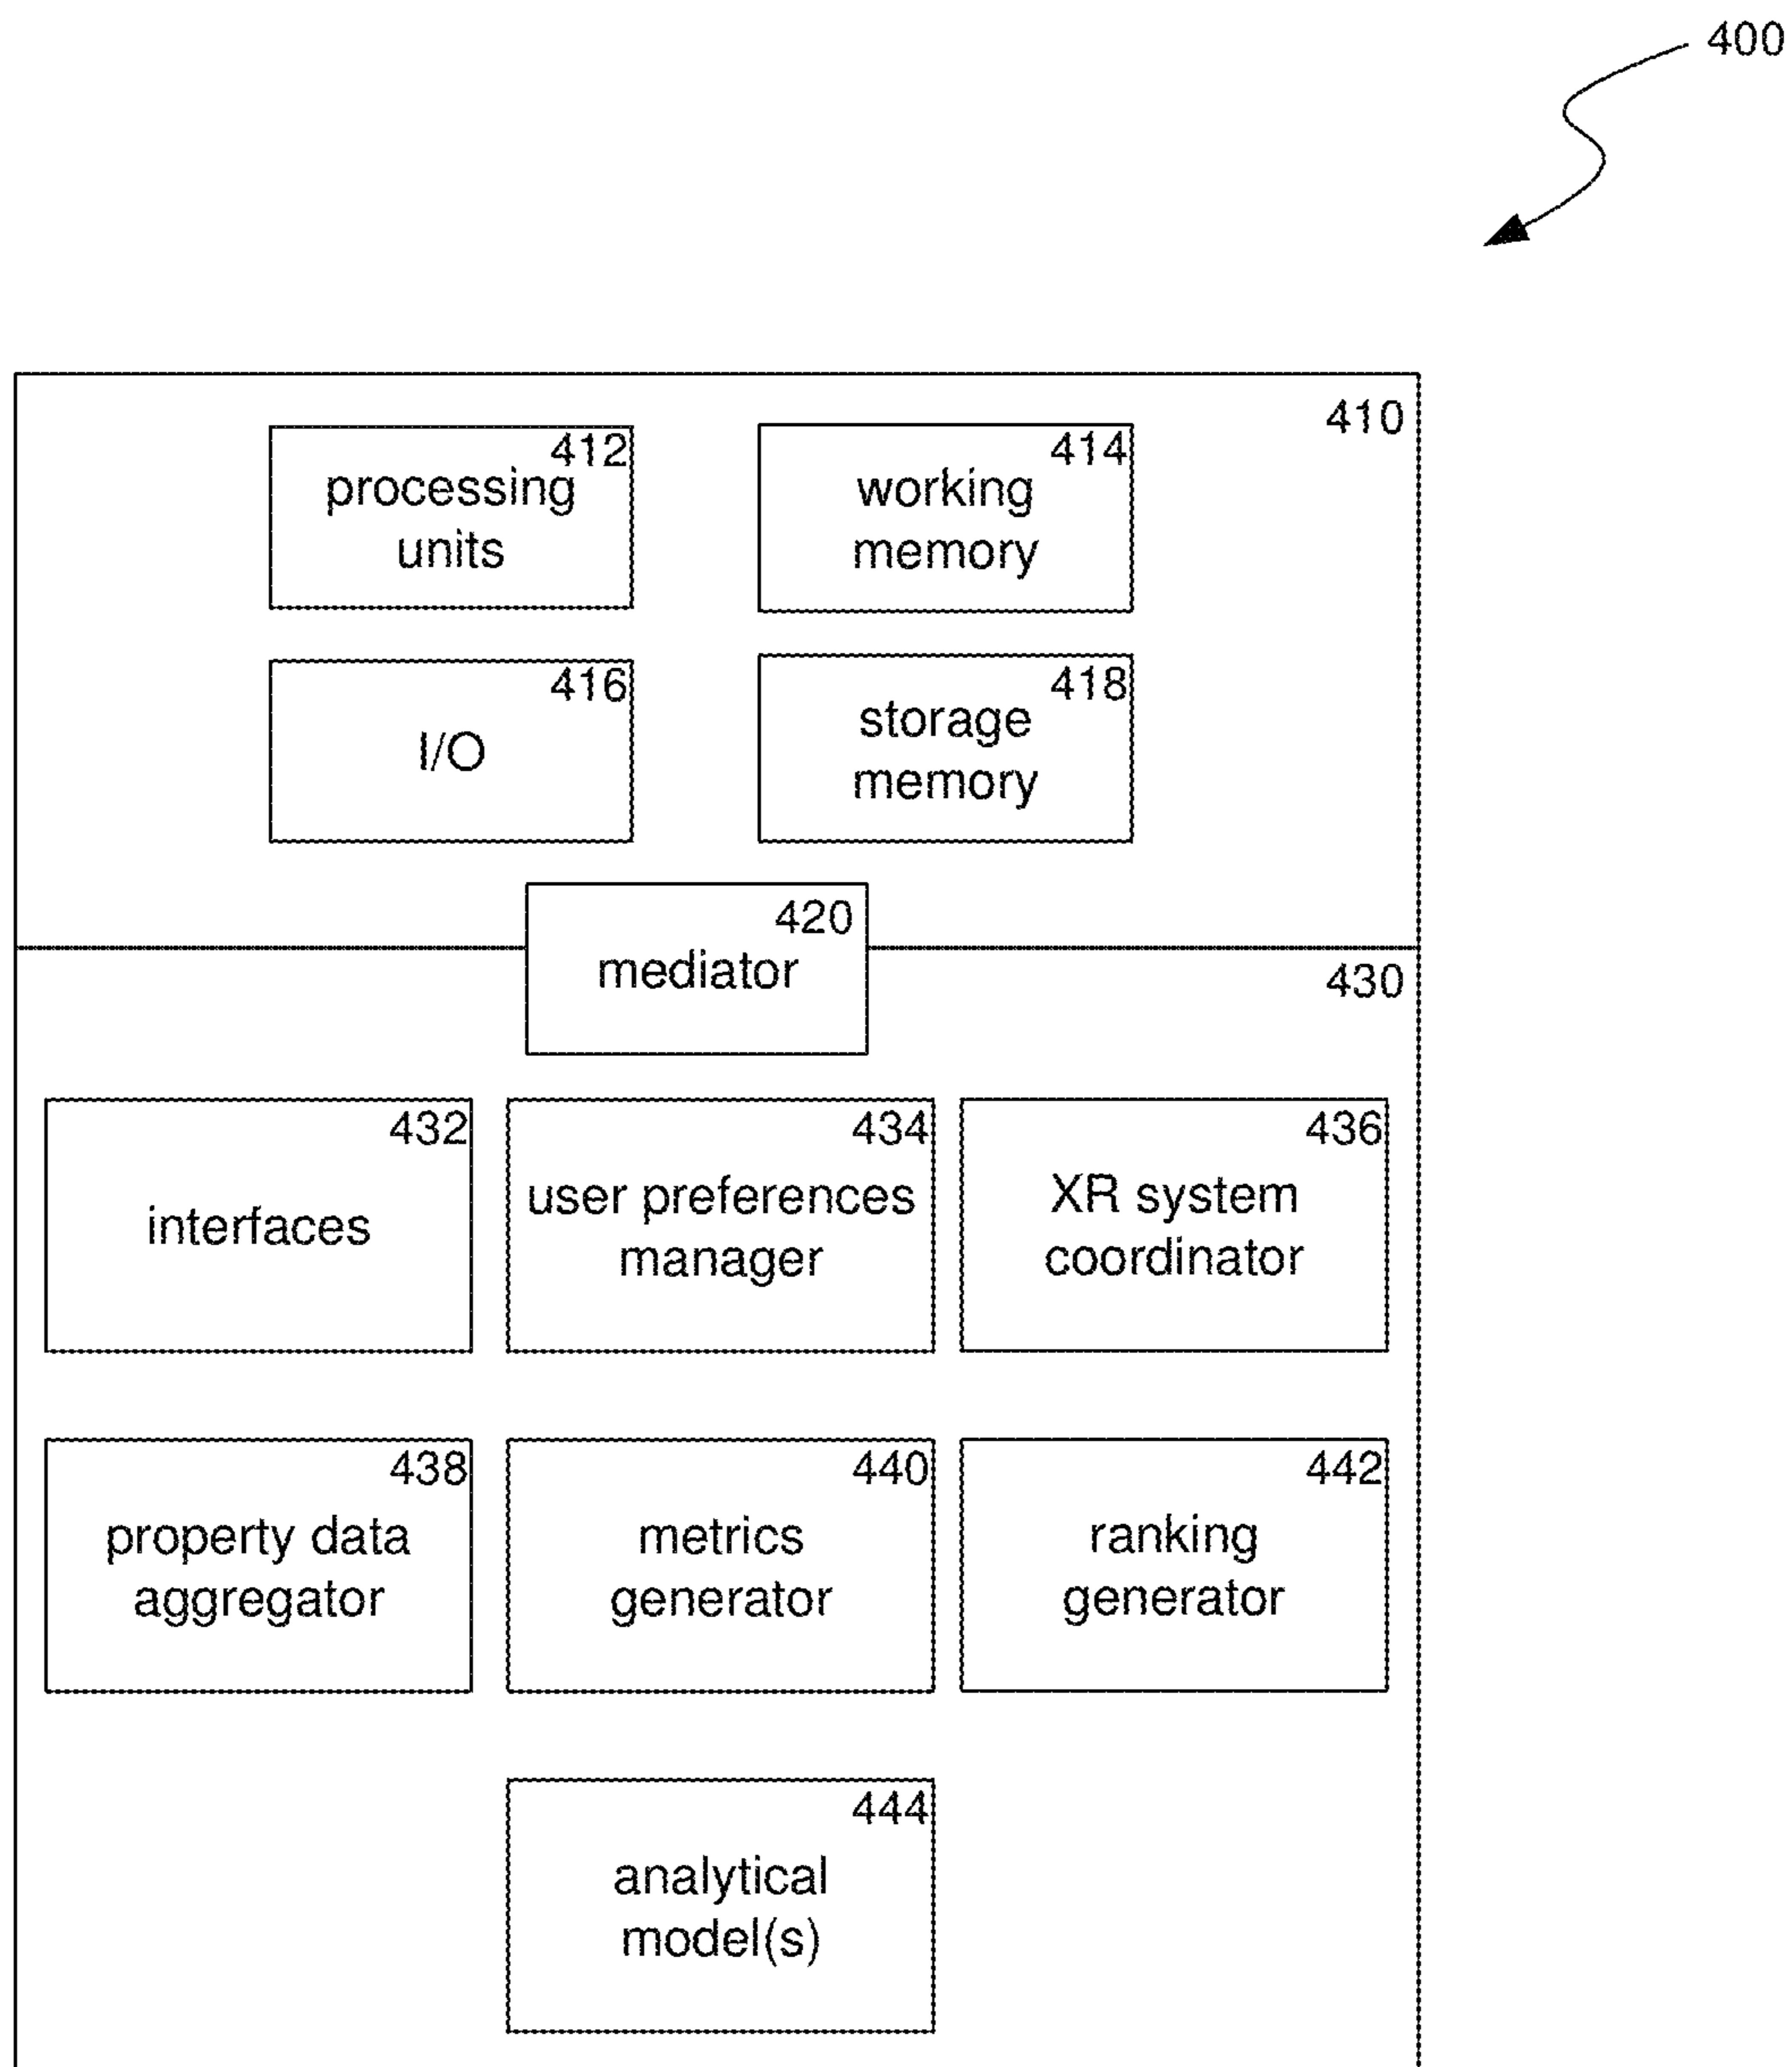 400
410
412
processing
units
414
working
memory
416
I/O
418
storage
memory
420
mediator
430
432
interfaces
434
user preferences
manager
436
XR system
coordinator
438
property data
aggregator
440
metrics
generator
442
ranking
generator
444
analytical
model(s)